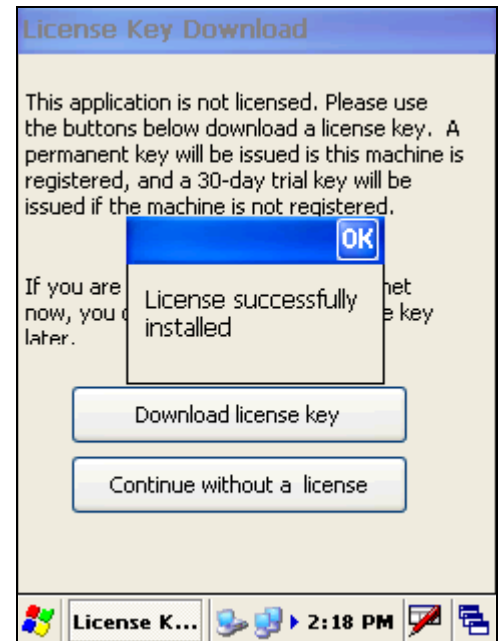 License Key Download
This application is not licensed. Please use
the buttons below download a license key. A
permanent key will be issued is this machine is
registered, and a 30-day trial key will be
issued if the machine is not registered.
OK
If you are
now, you
key
later.
License successfully
installed
Download license key
Continue without a license
License K... 2:18 PM